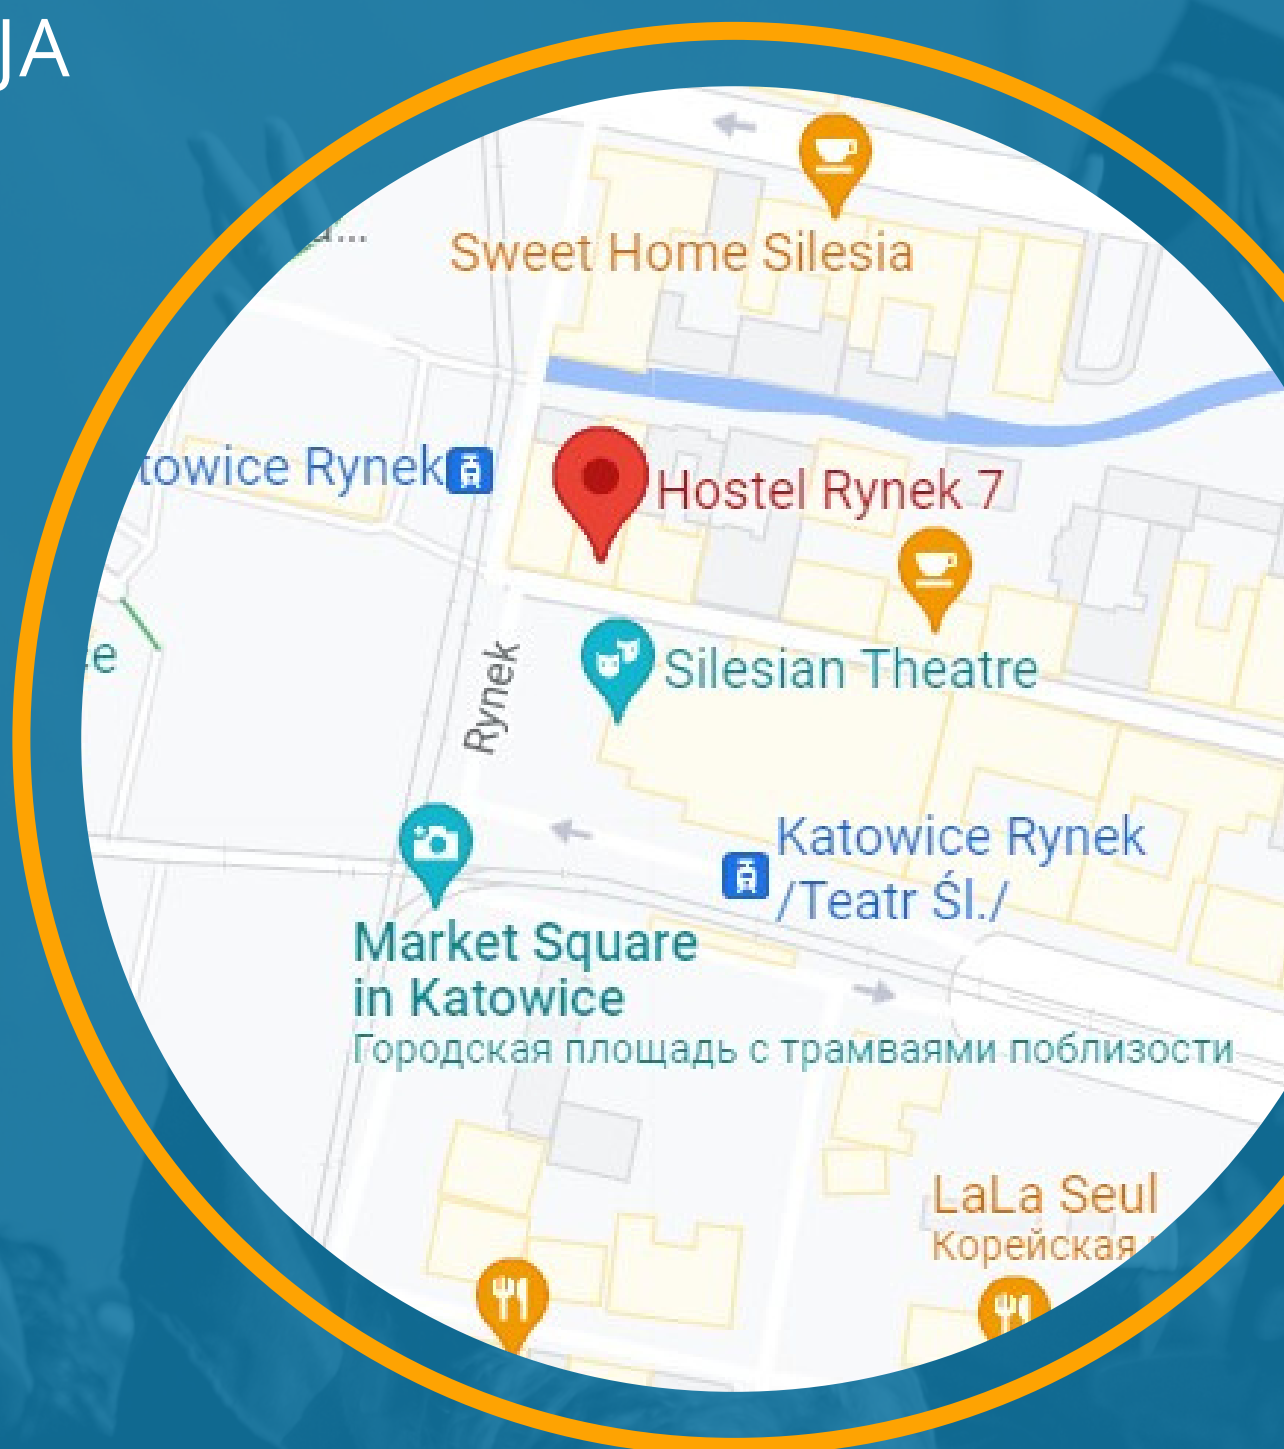 JA
Sweet Home Silesia
towice Rynek
Hostel Rynek 7
Silesian Theatre
Rynek
Katowice Rynek
/Teatr Śl./
Market Square
in Katowice
Городская площадь с трамваями поблизости
LaLa Seul
Корейская